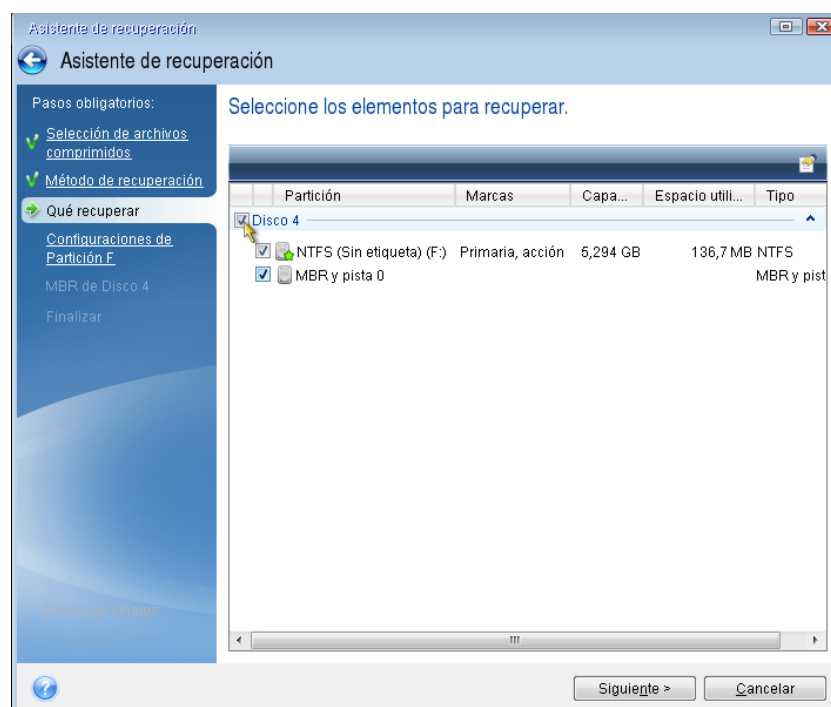 Asistente de recuperación
Asistente de recuperación
Pasos obligatorios:
Selección de archivos
comprimidos
Método de recuperación
Qué recuperar
Configuraciones de
Partición F
MBR de Disco 4
Finalizar
Seleccione los elementos para recuperar.
Partición Marcas Capa... Espacio utili... Tipo
Disco 4
NTFS (Sin etiqueta) (F:) Primaria, acción 5,294 GB 136,7 MB NTFS
MBR y pista 0 MBR y pist
Siguiente > Cancelar